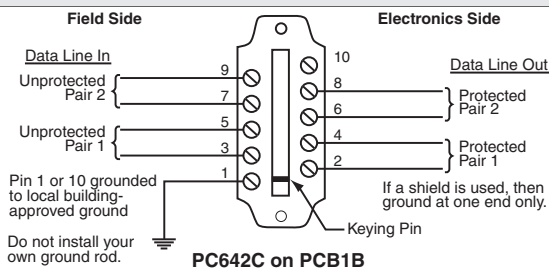 Field Side
Electronics Side
Data Line In
Unprotected
Pair 2
Unprotected
Pair 1
9
7
5
3
1
10
8
6
4
2
Data Line Out
Protected
Pair 2
Protected
Pair 1
Pin 1 or 10 grounded
to local building-
approved ground
Do not install your
own ground rod.
If a shield is used, then
ground at one end only.
Keying Pin
PC642C on PCB1B